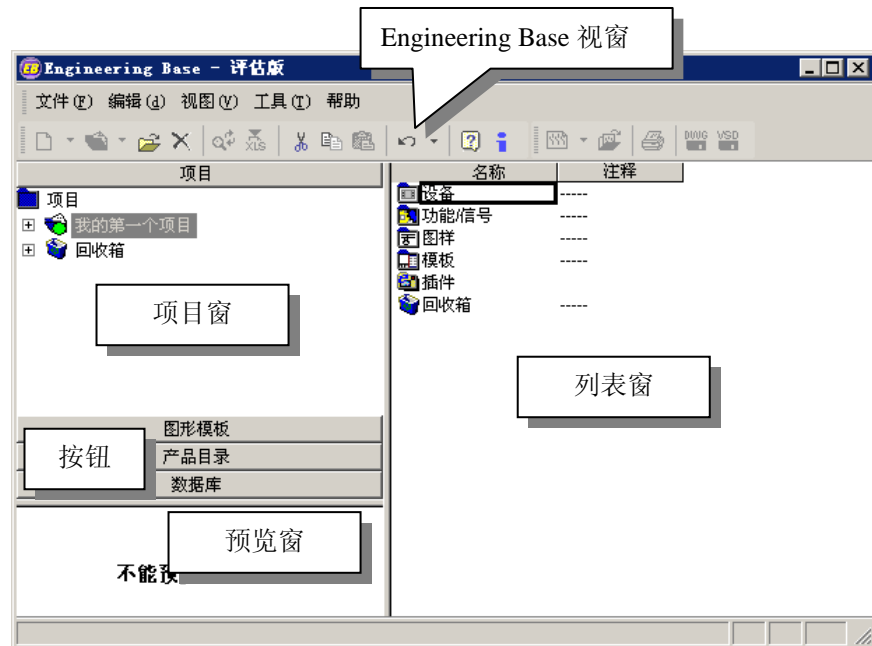 Engineering Base 视窗
Engineering Base - 评估版
文件(F) 编辑(d) 视图(V) 工具(T) 帮助
XLS
DWG VSD
项目
名称 注释
项目
我的第一个项目
回收箱
设备 -----
功能/信号 -----
图样 -----
模板 -----
插件
回收箱 -----
项目窗
列表窗
图形模板
产品目录
数据库
按钮
预览窗
不能预